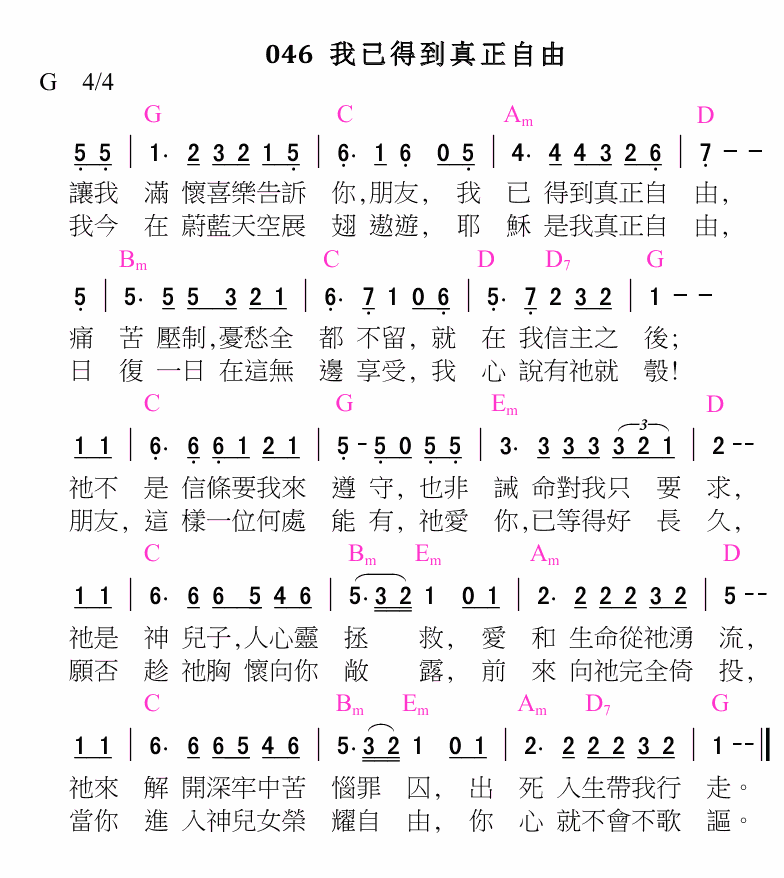 046 我已得到真正自由
G 4/4
G C Am D
5 5 | 1· 2 3 2 1 5 | 6· 1 6 0 5 | 4· 4 4 3 2 6 | 7 - -
讓我 滿 懷喜樂告訴 你,朋友, 我 已 得到真正自 由,
我今 在 蔚藍天空展 翅 遨遊, 耶 穌 是我真正自 由,
Bm C D D7 G
5 | 5· 5 5 3 2 1 | 6· 7 1 0 6 | 5· 7 2 3 2 | 1 - -
痛 苦 壓制,憂愁全 都 不留, 就 在 我信主之 後;
日 復 一日 在這無 邊 享受, 我 心 說有祂就 彀!
C G Em D
1 1 | 6· 6 6 1 2 1 | 5 - 5 0 5 5 | 3· 3 3 3 3 2 1 | 2 - -
3
祂不 是 信條要我來 遵 守, 也非 誡 命對我只 要 求,
朋友, 這 樣一位何處 能 有, 祂愛 你,已等得好 長 久,
C Bm Em Am D
1 1 | 6· 6 6 5 4 6 | 5· 3 2 1 0 1 | 2· 2 2 2 3 2 | 5 - -
祂是 神 兒子,人心靈 拯 救, 愛 和 生命從祂湧 流,
願否 趁 祂胸 懷向你 敞 露, 前 來 向祂完全倚 投,
C Bm Em Am D7 G
1 1 | 6· 6 6 5 4 6 | 5· 3 2 1 0 1 | 2· 2 2 2 3 2 | 1 - - ||
祂來 解 開深牢中苦 惱罪 囚, 出 死 入生帶我行 走。
當你 進 入神兒女榮 耀自 由, 你 心 就不會不歌 謳。